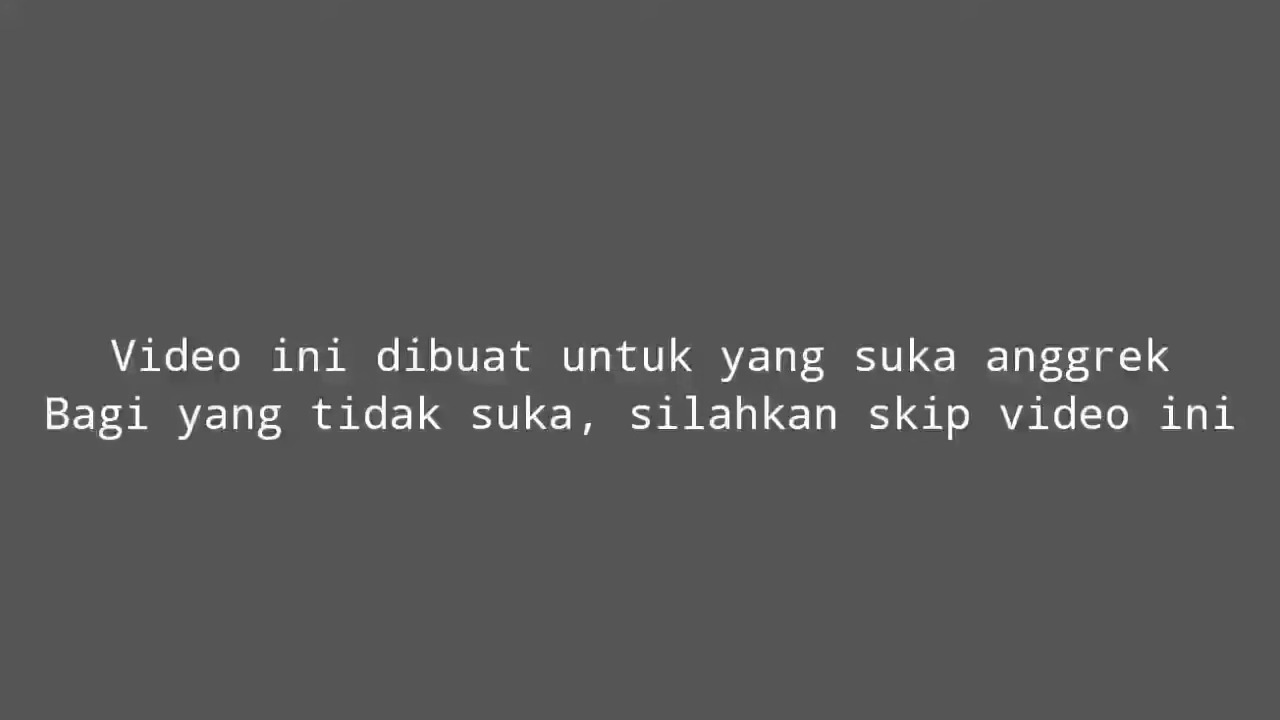 Video ini dibuat untuk yang suka anggrek
Bagi yang tidak suka, silahkan skip video ini